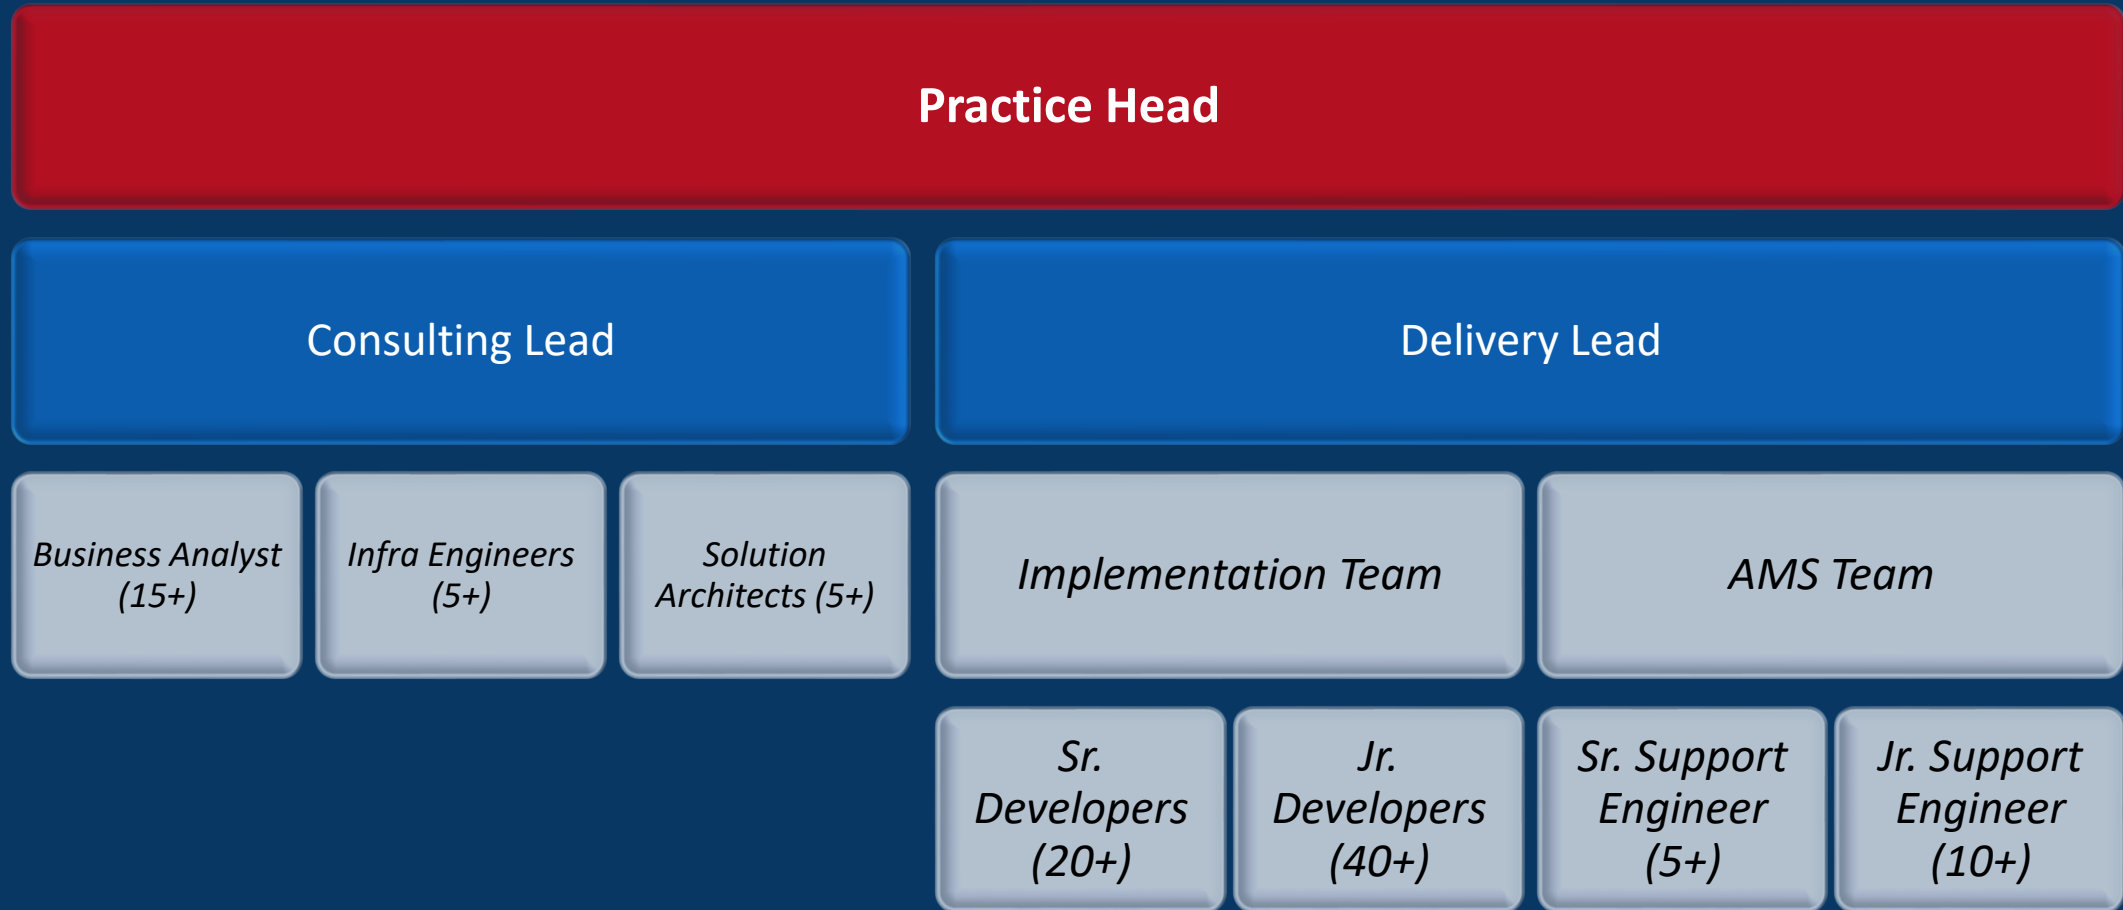 Practice Head
Consulting Lead
Delivery Lead
Business Analyst
(15+)
Infra Engineers
(5+)
Solution
Architects (5+)
Implementation Team
AMS Team
Sr.
Developers
(20+)
Jr.
Developers
(40+)
Sr. Support
Engineer
(5+)
Jr. Support
Engineer
(10+)